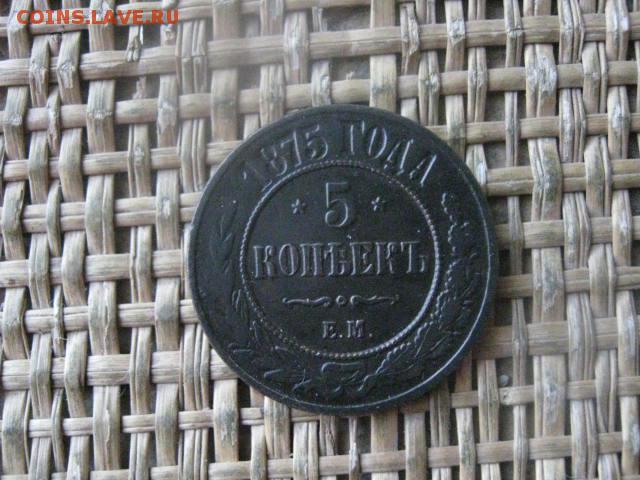 COINS.LAVE.RU
1875 ГОДА
* 5 *
КОПѢЕКЪ
Е.М.